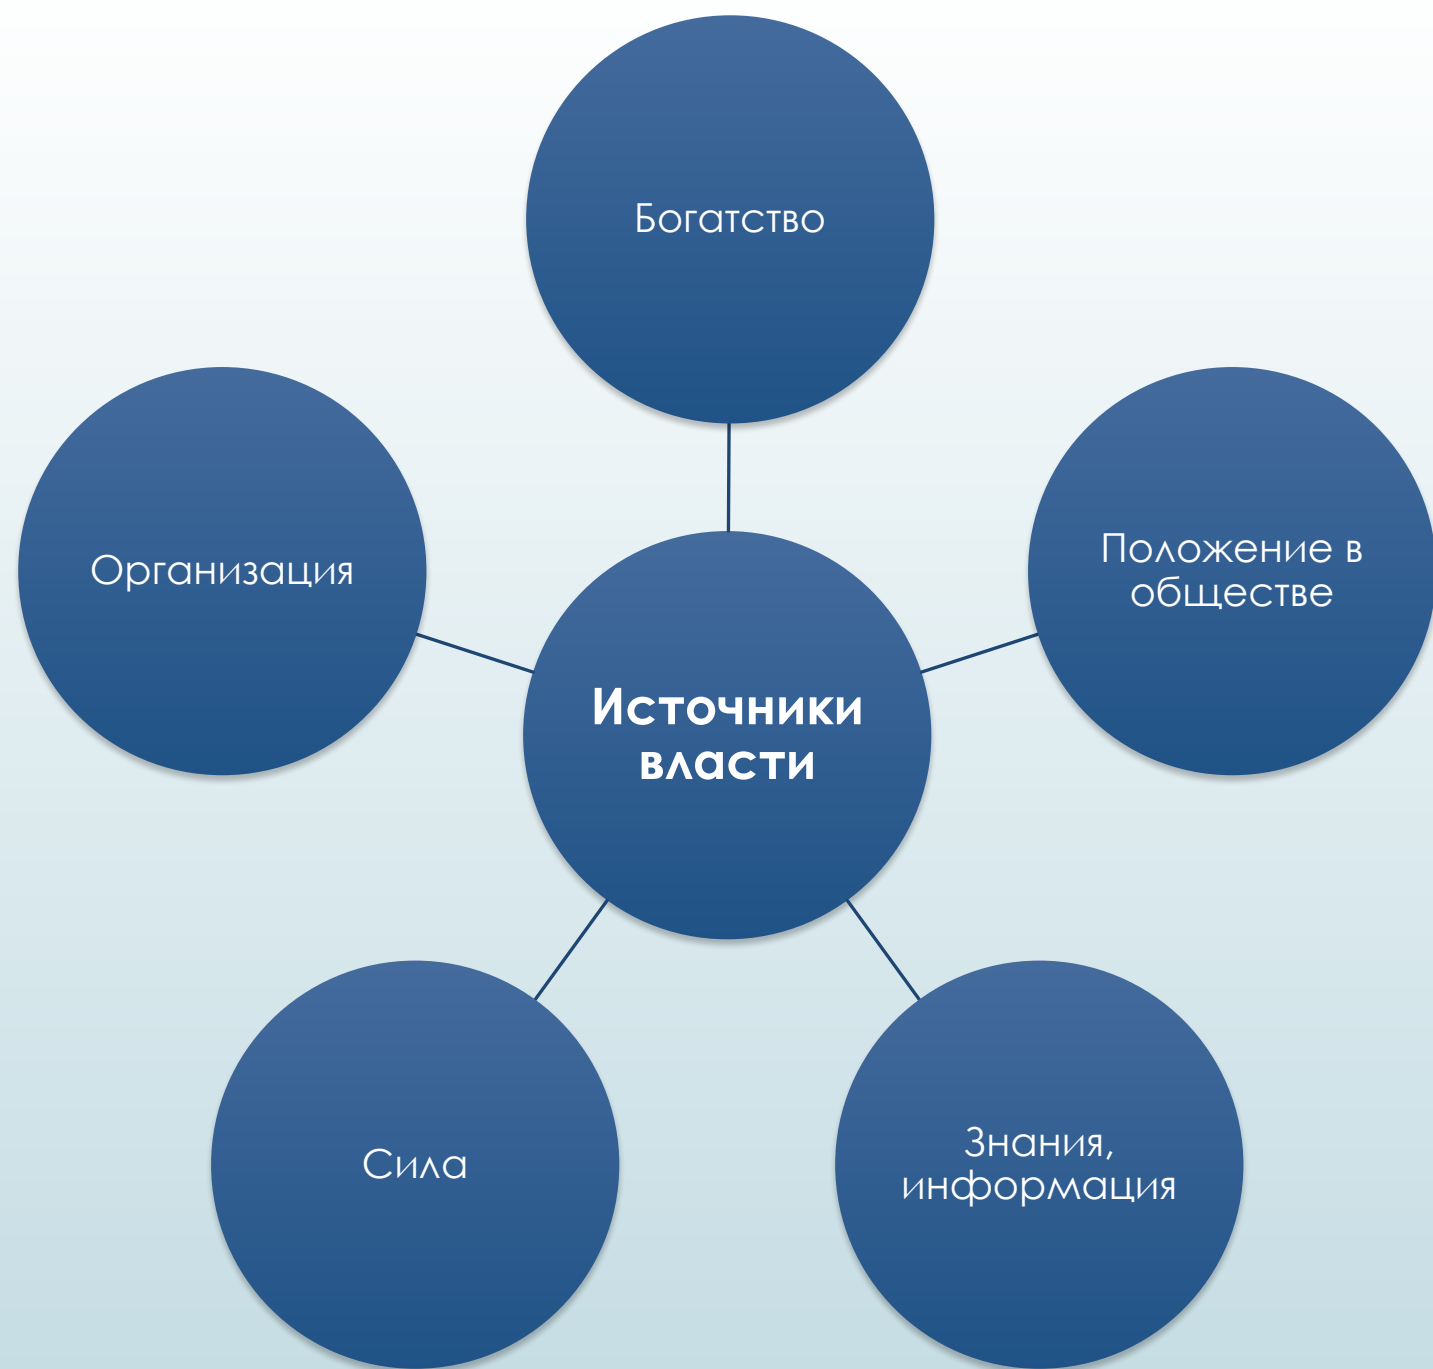 Богатство
Организация
Положение в
обществе
Источники
власти
Сила
Знания,
информация